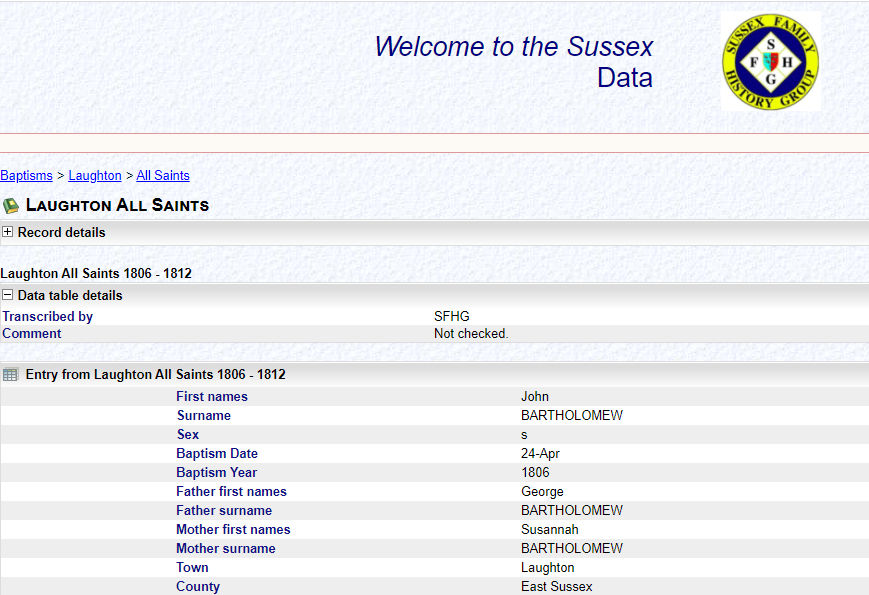 Welcome to the Sussex
Data
SUSSEX FAMILY
HISTORY GROUP
S
F H
G
Baptisms > Laughton > All Saints
LAUGHTON ALL SAINTS
Record details
Laughton All Saints 1806 - 1812
Data table details
Transcribed by SFHG
Comment Not checked.
Entry from Laughton All Saints 1806 - 1812
First names John
Surname BARTHOLOMEW
Sex s
Baptism Date 24-Apr
Baptism Year 1806
Father first names George
Father surname BARTHOLOMEW
Mother first names Susannah
Mother surname BARTHOLOMEW
Town Laughton
County East Sussex